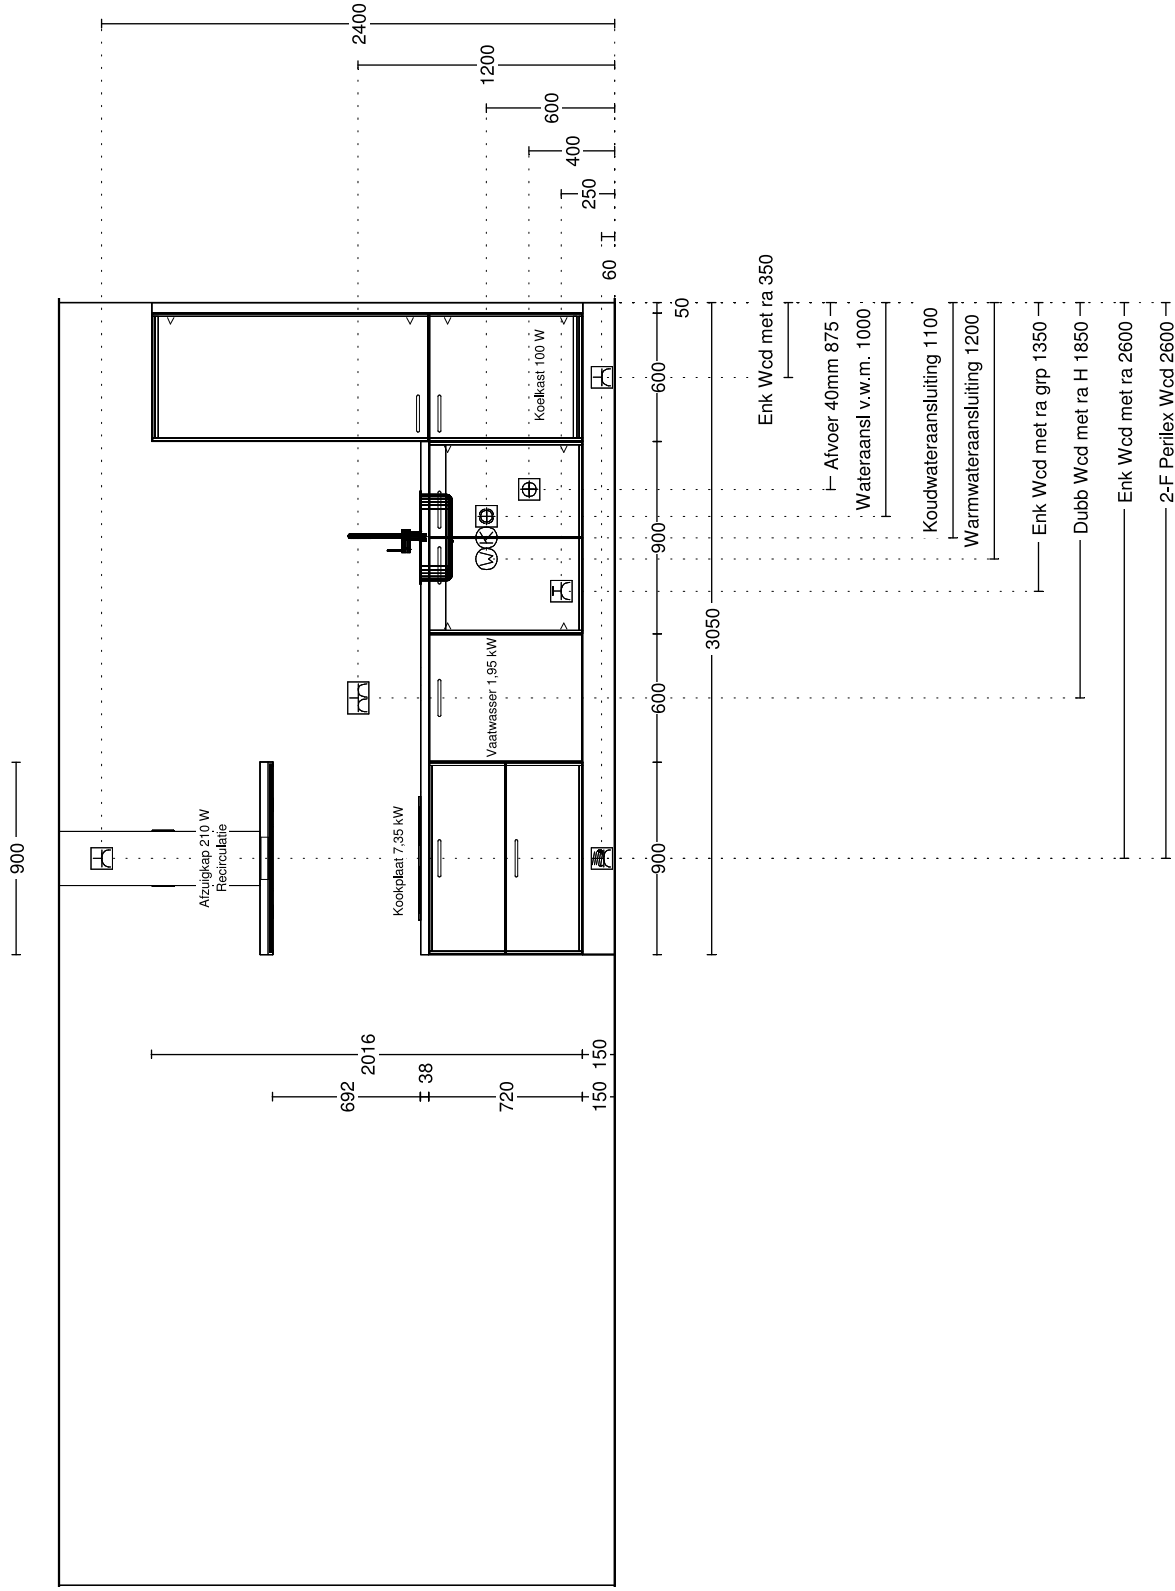 900
2400
1200
600
400
250
60
Afzuigkap 210 W
Recirculatie
Kookplaat 7,35 kW
Vaatwasser 1,95 kW
Koelkast 100 W
W
K
2016
150
692
38
720
150
900
600
900
600
50
3050
Enk Wcd met ra 350
Afvoer 40mm 875
Wateraansl v.w.m. 1000
Koudwateraansluiting 1100
Warmwateraansluiting 1200
Enk Wcd met ra grp 1350
Dubb Wcd met ra H 1850
Enk Wcd met ra 2600
2-F Perilex Wcd 2600